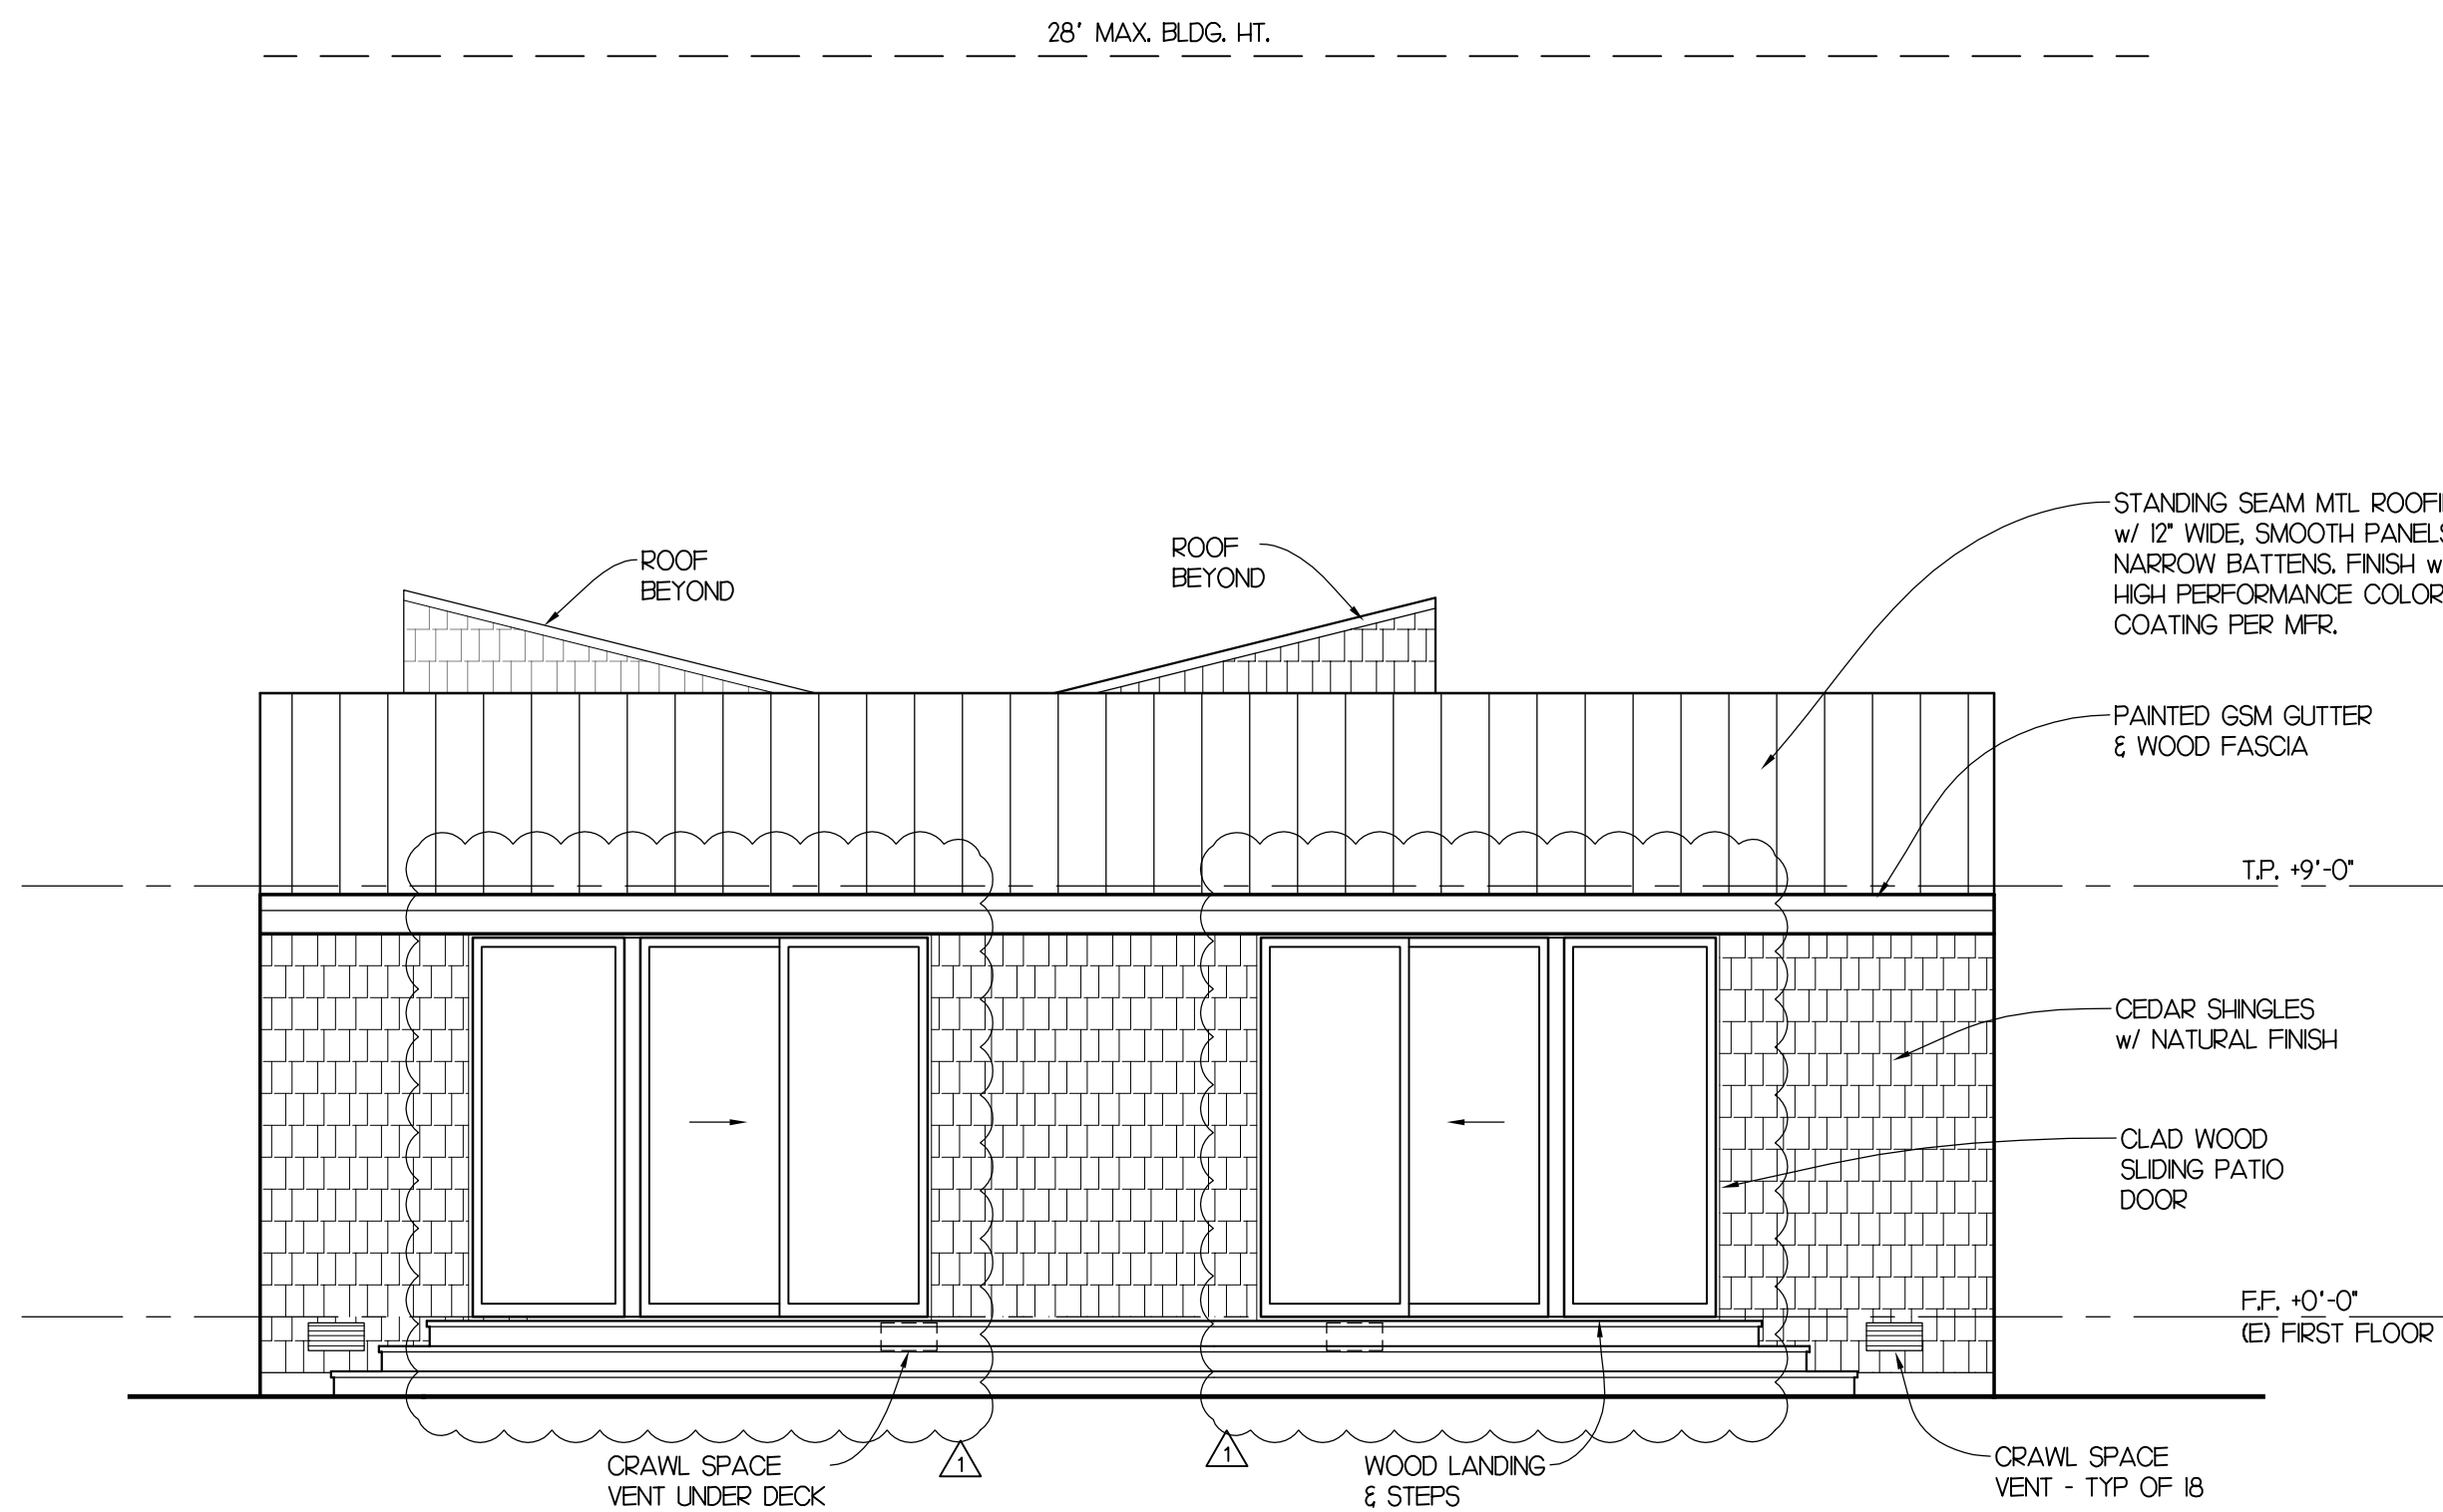 28' MAX. BLDG. HT.
ROOF
BEYOND
ROOF
BEYOND
STANDING SEAM MTL
w/ 12" WIDE, SMOOTH
NARROW BATTENS. FINISH
HIGH PERFORMANCE COLOR
COATING PER MFR.
PAINTED GSM GUTTER
& WOOD FASCIA
T.P. +9'-0"
CEDAR SHINGLES
w/ NATURAL FINISH
CLAD WOOD
SLIDING PATIO
DOOR
F.F. +0'-0"
(E) FIRST FLOOR
CRAWL SPACE
VENT UNDER DECK
1
1
WOOD LANDING
& STEPS
CRAWL SPACE
VENT - TYP OF 18